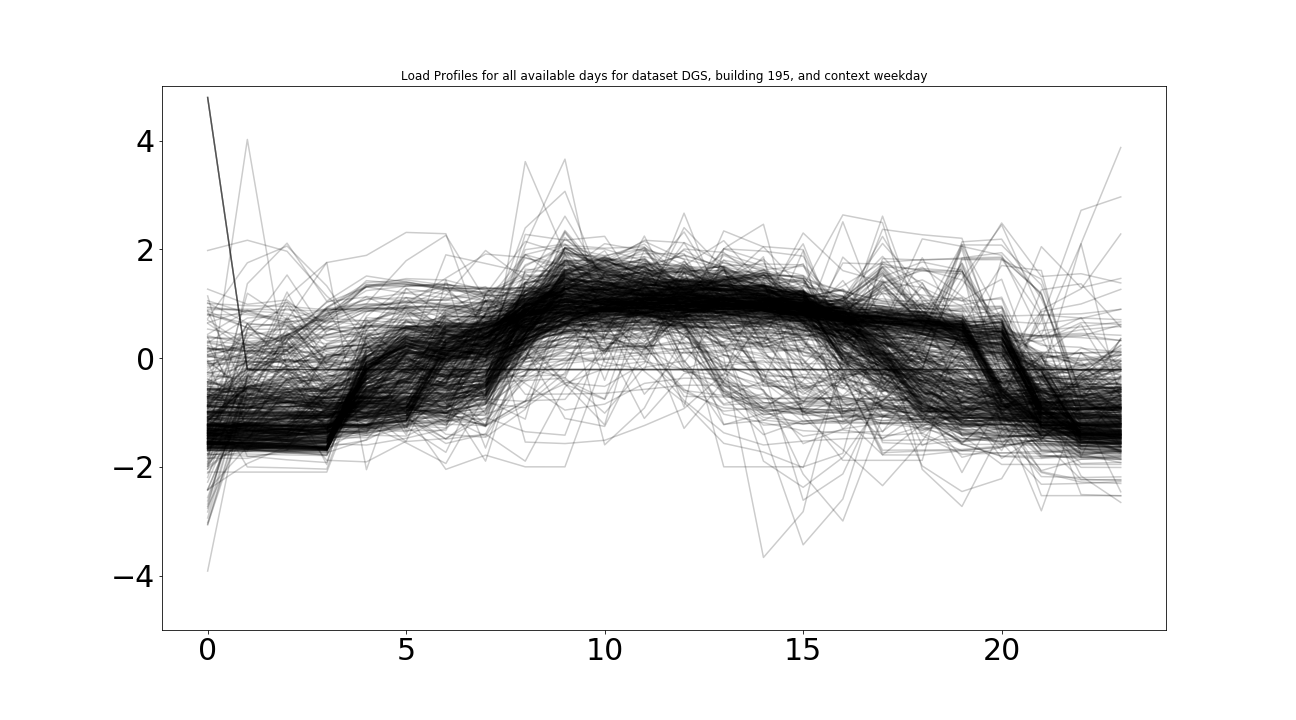 Load Profiles for all available days for dataset DGS, building 195, and context weekday
4
2
0
−2
−4
0 5 10 15 20